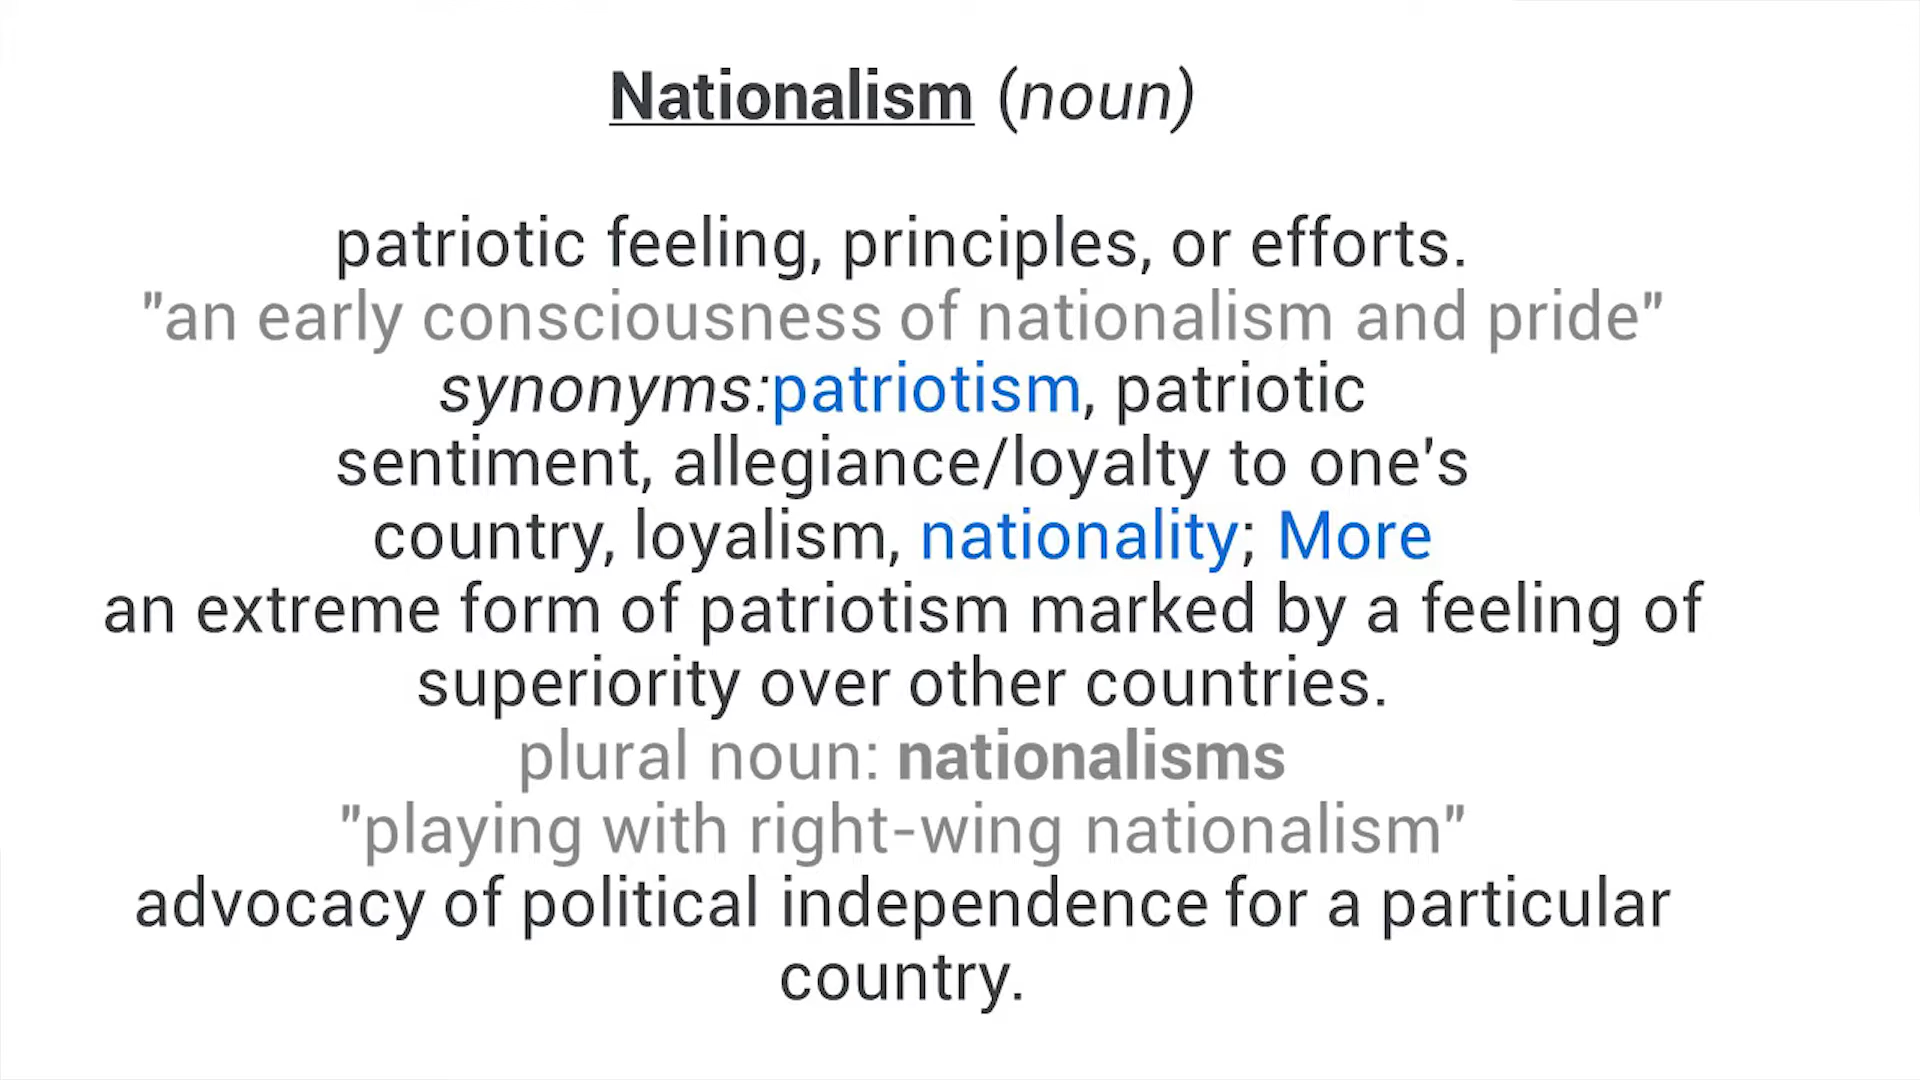 Nationalism (noun)
patriotic feeling, principles, or efforts.
"an early consciousness of nationalism and pride"
synonyms:patriotism, patriotic
sentiment, allegiance/loyalty to one's
country, loyalism, nationality; More
an extreme form of patriotism marked by a feeling of
superiority over other countries.
plural noun: nationalisms
"playing with right-wing nationalism"
advocacy of political independence for a particular
country.